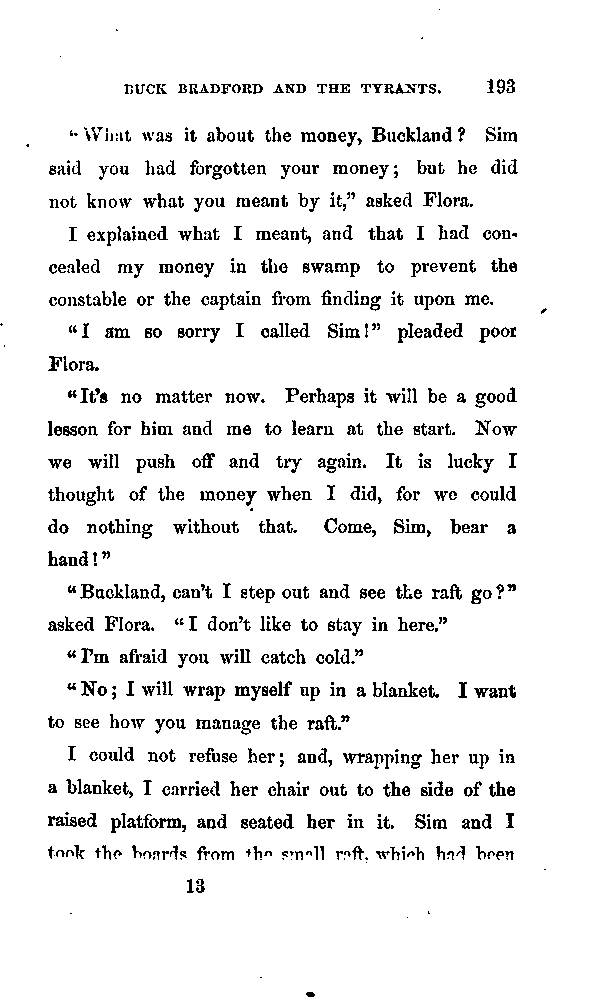 BUCK BRADFORD AND THE TYRANTS. 193
"What was it about the money, Buckland? Sim
said you had forgotten your money; but he did
not know what you meant by it," asked Flora.
I explained what I meant, and that I had con-
cealed my money in the swamp to prevent the
constable or the captain from finding it upon me.
"I am so sorry I called Sim!" pleaded poor
Flora.
"It's no matter now. Perhaps it will be a good
lesson for him and me to learn at the start. Now
we will push off and try again. It is lucky I
thought of the money when I did, for we could
do nothing without that. Come, Sim, bear a
hand!"
"Buckland, can't I step out and see the raft go?"
asked Flora. "I don't like to stay in here."
"I'm afraid you will catch cold."
"No; I will wrap myself up in a blanket. I want
to see how you manage the raft."
I could not refuse her; and, wrapping her up in
a blanket, I carried her chair out to the side of the
raised platform, and seated her in it. Sim and I
took the boards from the small raft, which had been
13